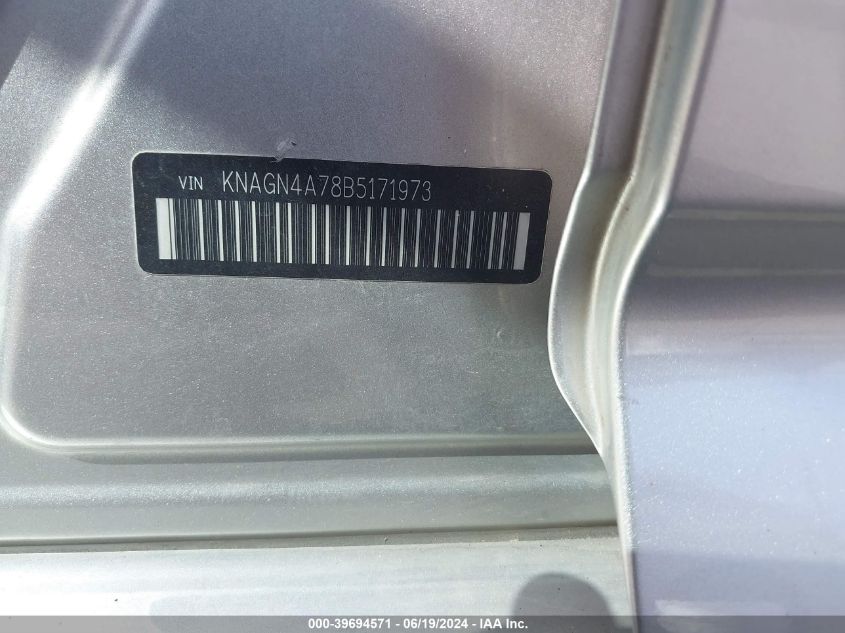 VIN KNAGN4A78B5171973
000-39694571 / 06/19/2024 - IAA Inc.